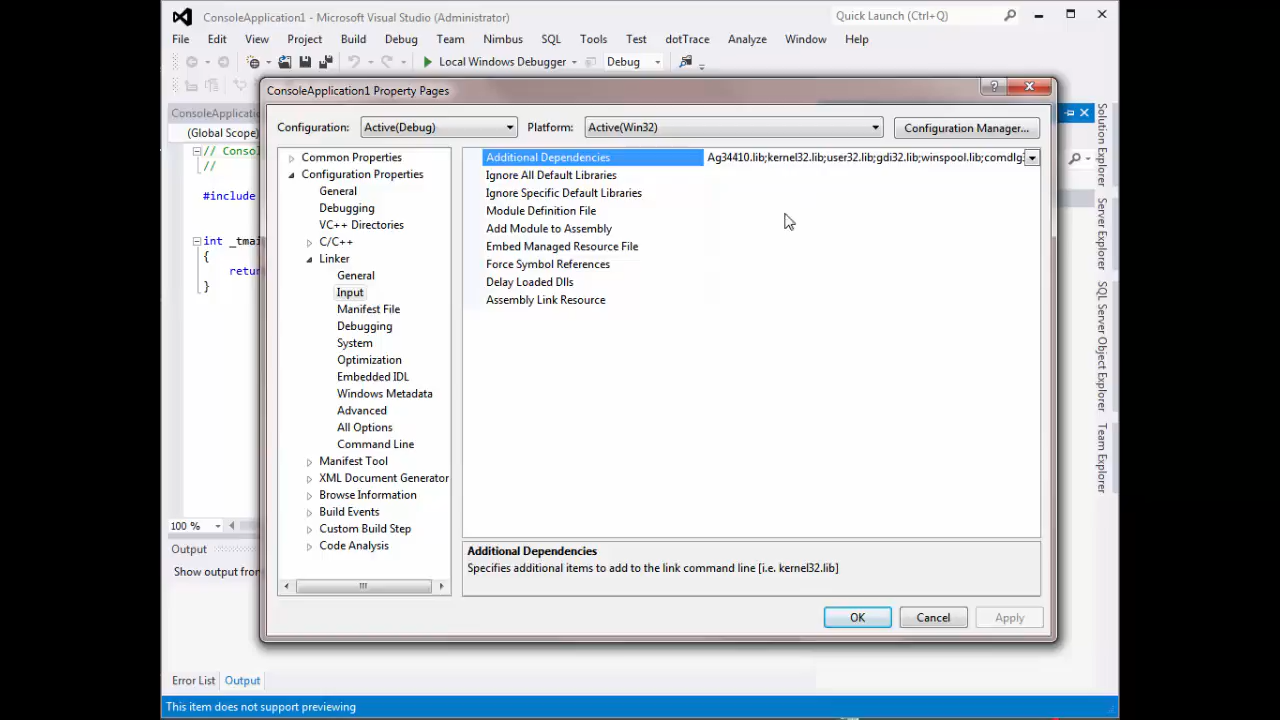 ConsoleApplication1 - Microsoft Visual Studio (Administrator)
Quick Launch (Ctrl+Q)
File Edit View Project Build Debug Team Nimbus SQL Tools Test dotTrace Analyze Window Help
Local Windows Debugger Debug
ConsoleApplication1 Property Pages
ConsoleApplicati
Configuration: Active(Debug) Platform: Active(Win32) Configuration Manager...
(Global Scope)
// Conso
//
#include
int _tmai
{
retur
}
Common Properties
Configuration Properties
General
Debugging
VC++ Directories
C/C++
Linker
General
Input
Manifest File
Debugging
System
Optimization
Embedded IDL
Windows Metadata
Advanced
All Options
Command Line
Manifest Tool
XML Document Generator
Browse Information
Build Events
Custom Build Step
Code Analysis
Additional Dependencies Ag34410.lib;kernel32.lib;user32.lib;gdi32.lib;winspool.lib;comdlg3
Ignore All Default Libraries
Ignore Specific Default Libraries
Module Definition File
Add Module to Assembly
Embed Managed Resource File
Force Symbol References
Delay Loaded Dlls
Assembly Link Resource
Additional Dependencies
Specifies additional items to add to the link command line [i.e. kernel32.lib]
OK Cancel Apply
Solution Explorer
Server Explorer
SQL Server Object Explorer
Team Explorer
100 %
Output
Show output from
Error List Output
This item does not support previewing